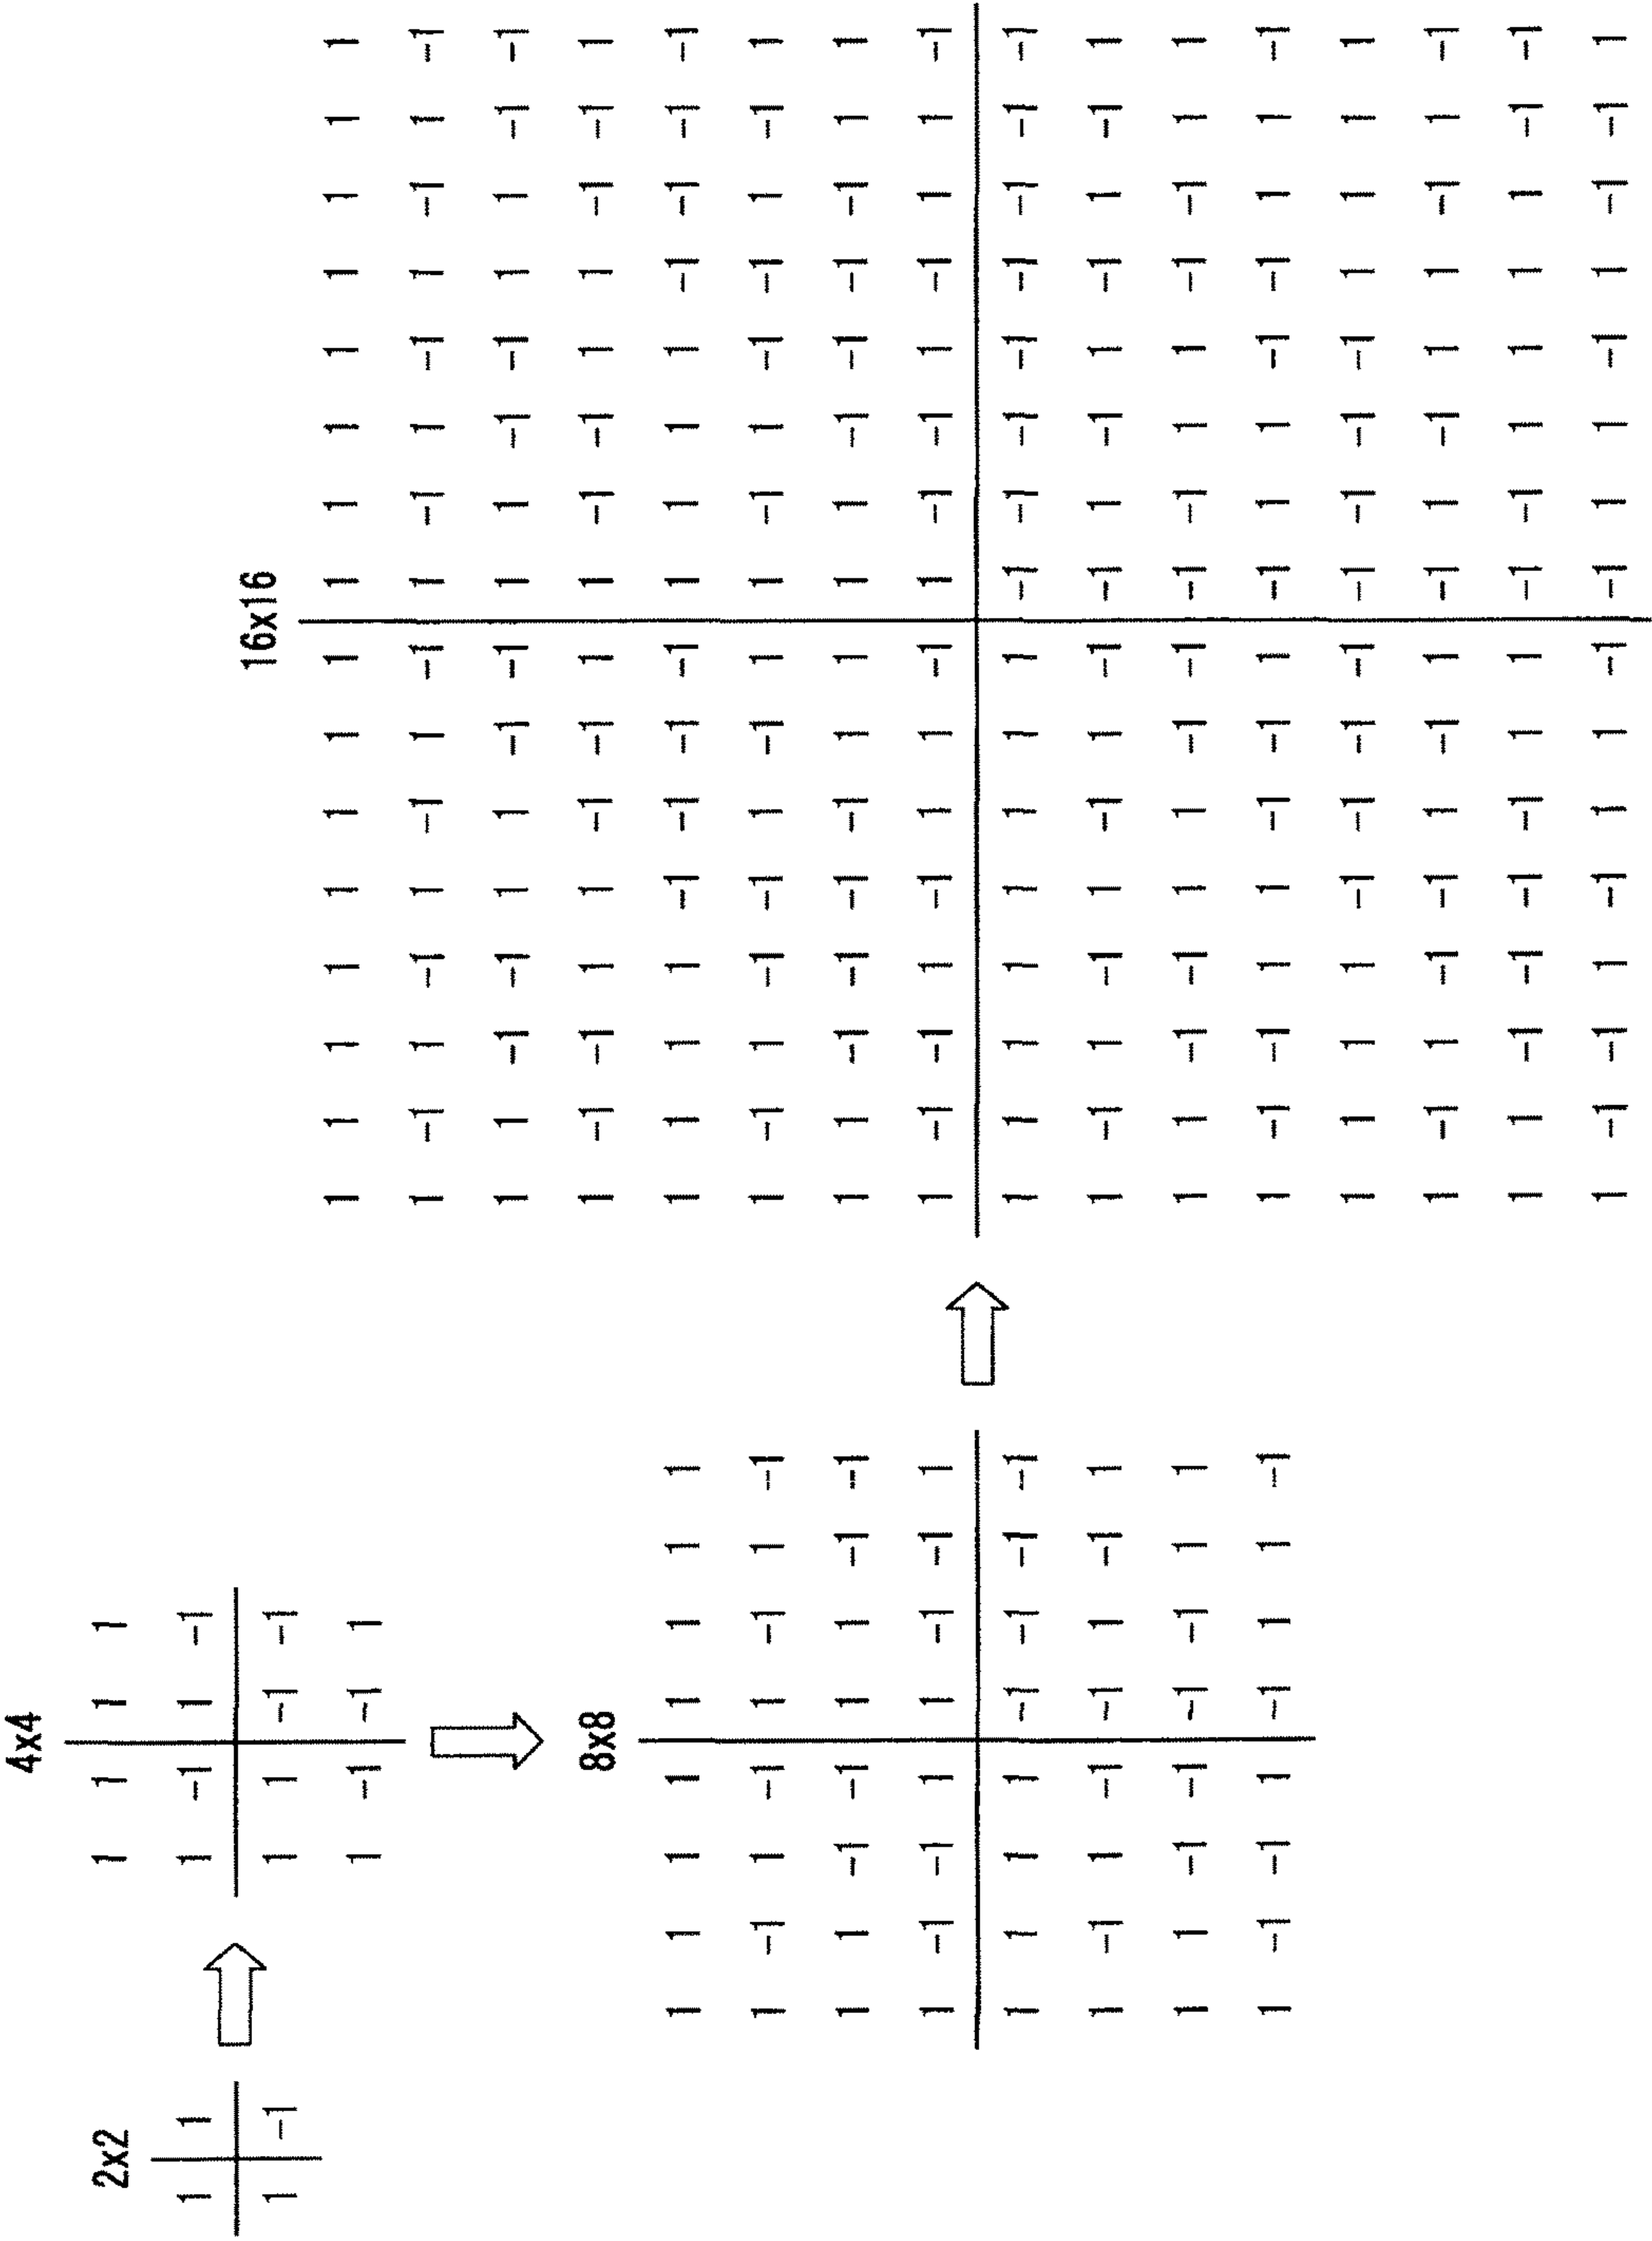 2x2
1 1
1 -1
4x4
1 1 1 1
1 -1 1 -1
1 1 -1 -1
1 -1 -1 1
8x8
1 1 1 1 1 1 1 1
1 -1 1 -1 1 -1 1 -1
1 1 -1 -1 1 1 -1 -1
1 -1 -1 1 1 -1 -1 1
1 1 1 1 -1 -1 -1 -1
1 -1 1 -1 -1 1 -1 1
1 1 -1 -1 -1 -1 1 1
1 -1 -1 1 -1 1 1 -1
16x16
1 1 1 1 1 1 1 1 1 1 1 1 1 1 1 1
1 -1 1 -1 1 -1 1 -1 1 -1 1 -1 1 -1 1 -1
1 1 -1 -1 1 1 -1 -1 1 1 -1 -1 1 1 -1 -1
1 -1 -1 1 1 -1 -1 1 1 -1 -1 1 1 -1 -1 1
1 1 1 1 -1 -1 -1 -1 1 1 1 1 -1 -1 -1 -1
1 -1 1 -1 -1 1 -1 1 1 -1 1 -1 -1 1 -1 1
1 1 -1 -1 -1 -1 1 1 1 1 -1 -1 -1 -1 1 1
1 -1 -1 1 -1 1 1 -1 1 -1 -1 1 -1 1 1 -1
1 1 1 1 1 1 1 1 -1 -1 -1 -1 -1 -1 -1 -1
1 -1 1 -1 1 -1 1 -1 -1 1 -1 1 -1 1 -1 1
1 1 -1 -1 1 1 -1 -1 -1 -1 1 1 -1 -1 1 1
1 -1 -1 1 1 -1 -1 1 -1 1 1 -1 -1 1 1 -1
1 1 1 1 -1 -1 -1 -1 -1 -1 -1 -1 1 1 1 1
1 -1 1 -1 -1 1 -1 1 -1 1 -1 1 1 -1 1 -1
1 1 -1 -1 -1 -1 1 1 -1 -1 1 1 1 1 -1 -1
1 -1 -1 1 -1 1 1 -1 -1 1 1 -1 1 -1 -1 1